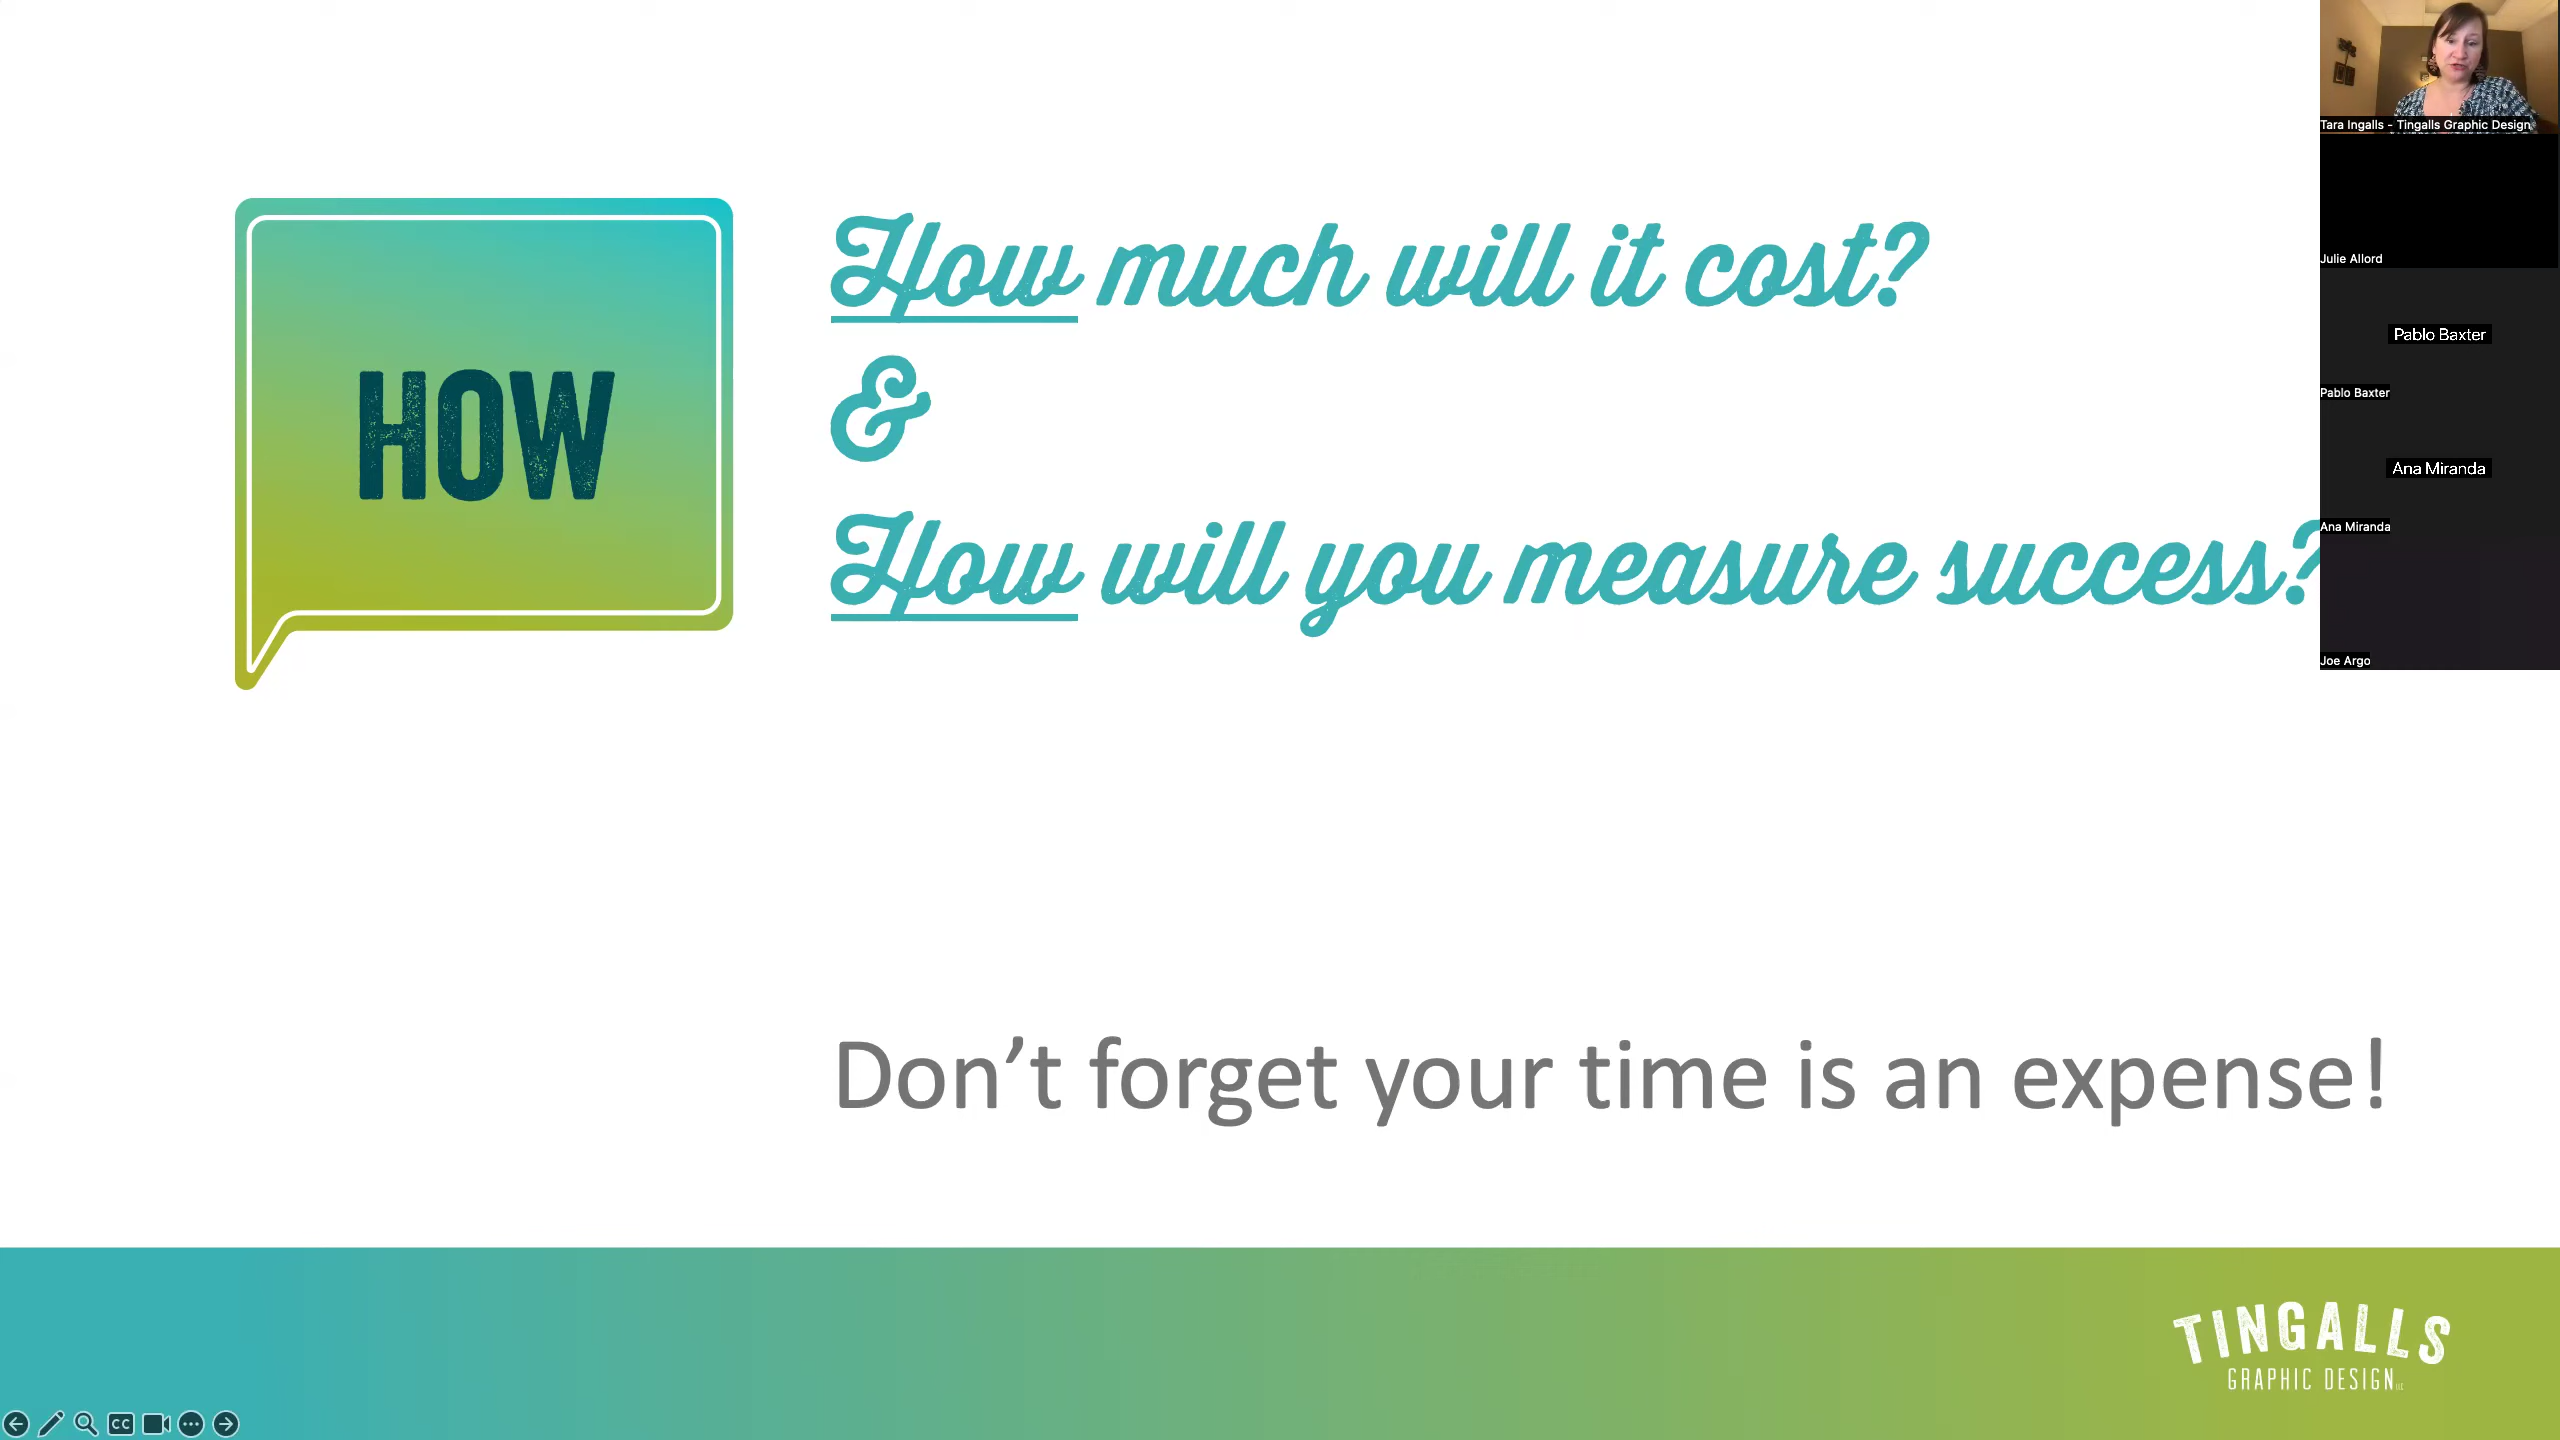 HOW
How much will it cost?
&
How will you measure success?
Don’t forget your time is an expense!
TINGALLS
GRAPHIC DESIGN LLC
Tara Ingalls - Tingalls Graphic Design
Julie Allord
Pablo Baxter
Pablo Baxter
Ana Miranda
Ana Miranda
Joe Argo
CC